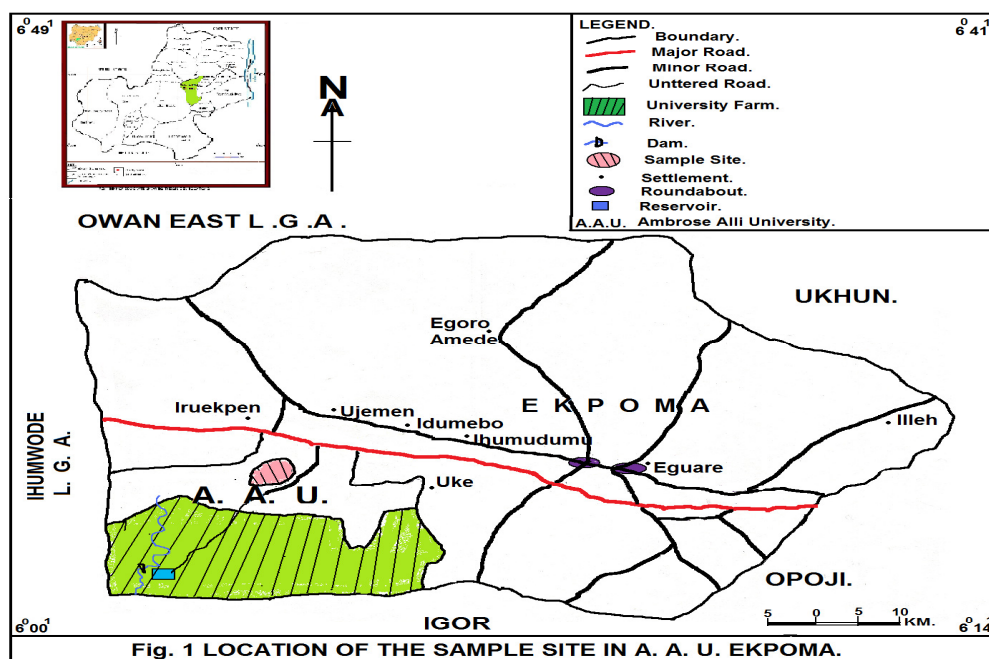 6°49¹
6°41
LEGEND.
Boundary.
Major Road.
Minor Road.
Unttered Road.
University Farm.
River.
Dam.
Sample Site.
Settlement.
Roundabout.
Reservoir.
A.A.U. Ambrose Alli University.
N
OWAN EAST L .G .A .
UKHUN.
Egoro
Amede
E K P O M A
Iruekpen
Ujemen
Idumebo
Ihumudumu
Illeh
IHUMWODE
L. G. A.
Eguare
Uke
A. A. U.
OPOJI.
IGOR
5 0 5 10
KM.
6°00¹
6°14
Fig. 1 LOCATION OF THE SAMPLE SITE IN A. A. U. EKPOMA.